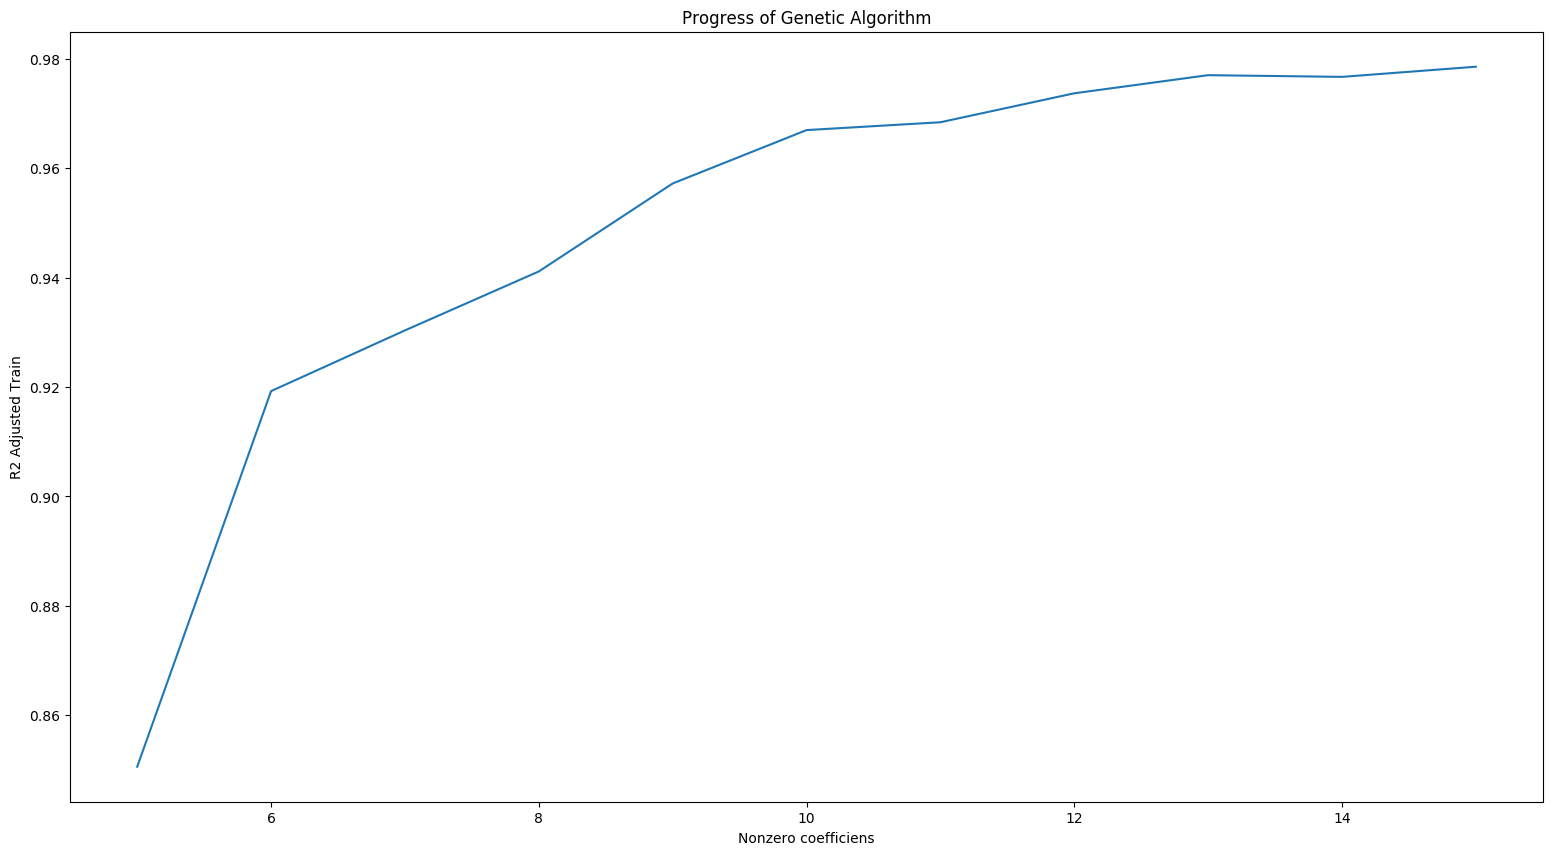 Progress of Genetic Algorithm
0.98
0.96
0.94
0.92
0.90
0.88
0.86
R2 Adjusted Train
6 8 10 12 14
Nonzero coefficiens